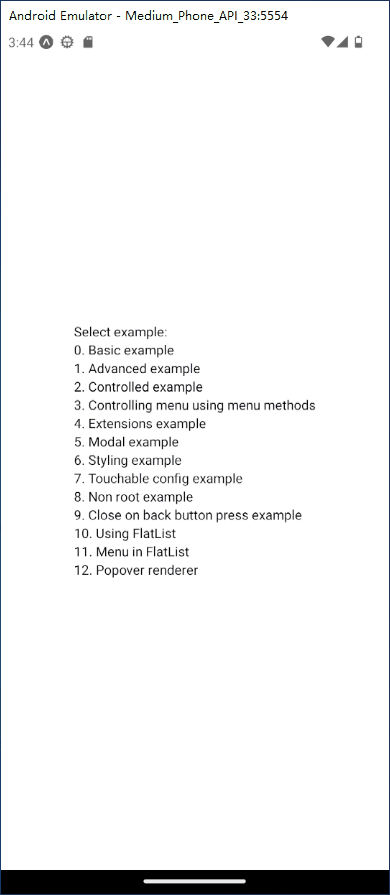 Android Emulator - Medium_Phone_API_33:5554
3:44
Select example:
0. Basic example
1. Advanced example
2. Controlled example
3. Controlling menu using menu methods
4. Extensions example
5. Modal example
6. Styling example
7. Touchable config example
8. Non root example
9. Close on back button press example
10. Using FlatList
11. Menu in FlatList
12. Popover renderer